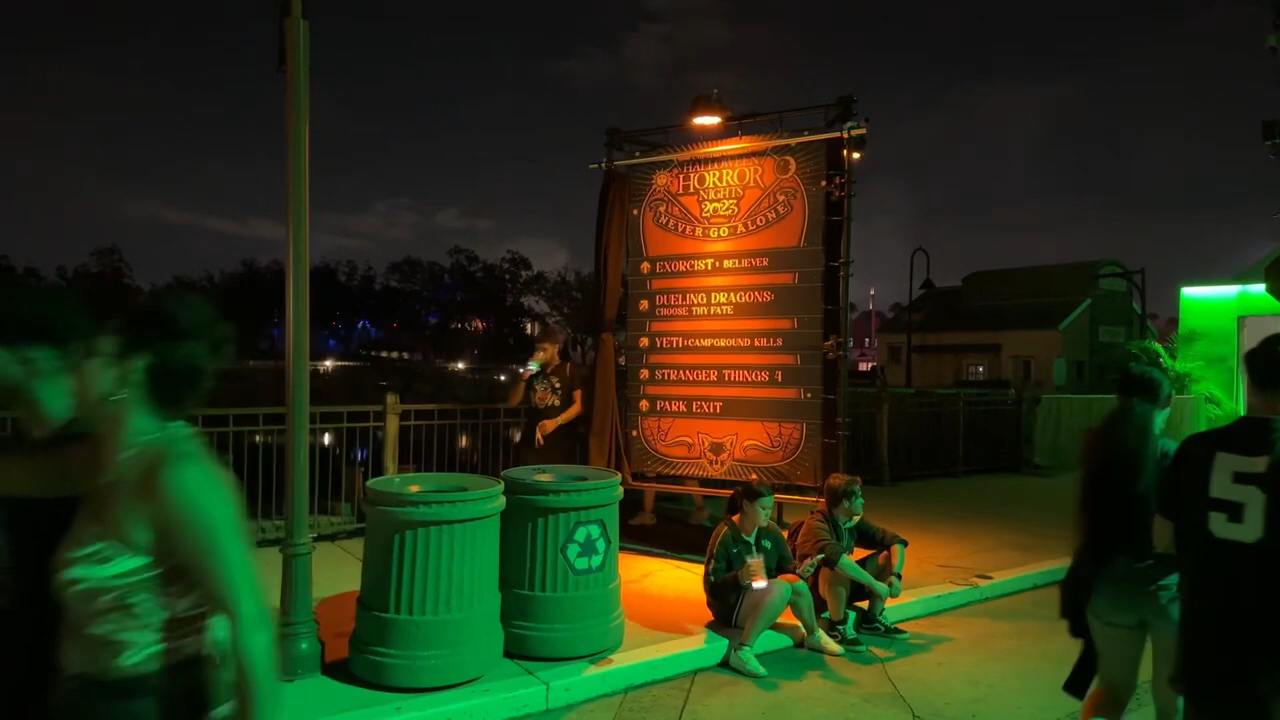 HALLOWEEN
HORROR
NIGHTS
2023
NEVER GO ALONE
EXORCIST: BELIEVER
DUELING DRAGONS:
CHOOSE THY FATE
YETI: CAMPGROUND KILLS
STRANGER THINGS 4
PARK EXIT
5